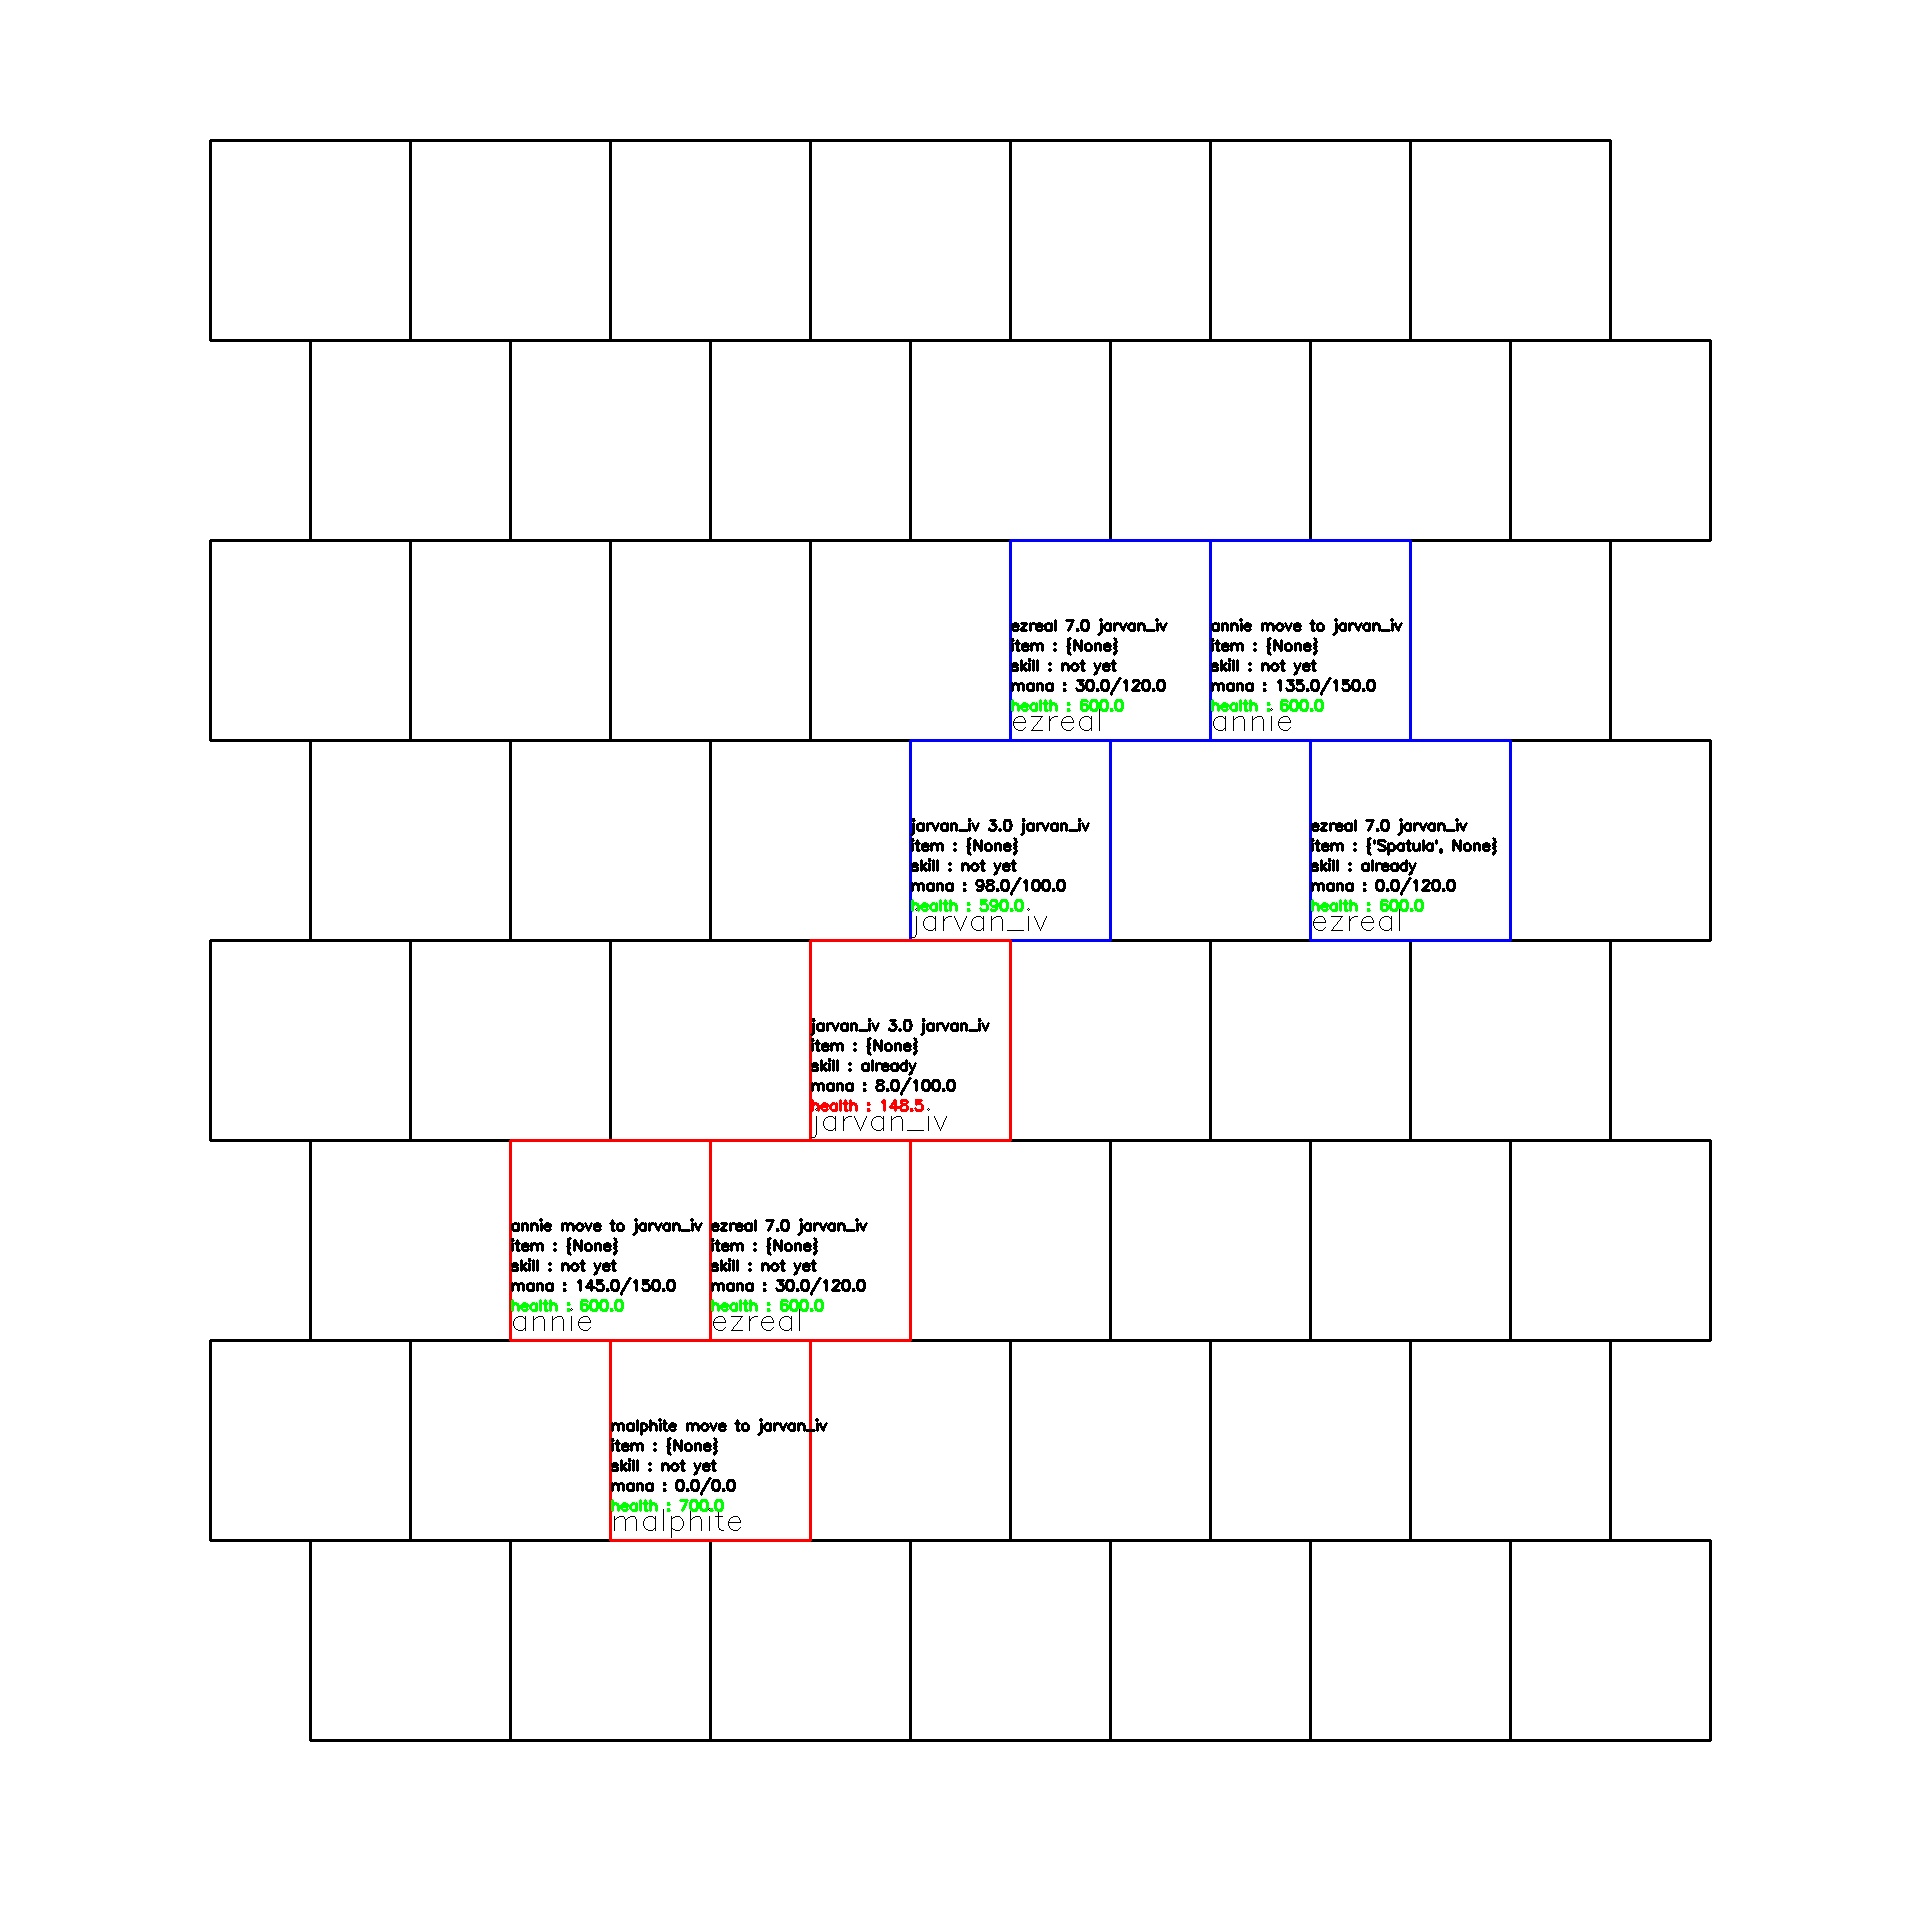 ezreal 7.0 jarvan_iv
item : {None}
skill : not yet
mana : 30.0/120.0
health : 600.0
ezreal
annie move to jarvan_iv
item : {None}
skill : not yet
mana : 135.0/150.0
health : 600.0
annie
jarvan_iv 3.0 jarvan_iv
item : {None}
skill : not yet
mana : 98.0/100.0
health : 590.0
jarvan_iv
ezreal 7.0 jarvan_iv
item : {'Spatula', None}
skill : already
mana : 0.0/120.0
health : 600.0
ezreal
jarvan_iv 3.0 jarvan_iv
item : {None}
skill : already
mana : 8.0/100.0
health : 148.5
jarvan_iv
annie move to jarvan_iv
item : {None}
skill : not yet
mana : 145.0/150.0
health : 600.0
annie
ezreal 7.0 jarvan_iv
item : {None}
skill : not yet
mana : 30.0/120.0
health : 600.0
ezreal
malphite move to jarvan_iv
item : {None}
skill : not yet
mana : 0.0/0.0
health : 700.0
malphite